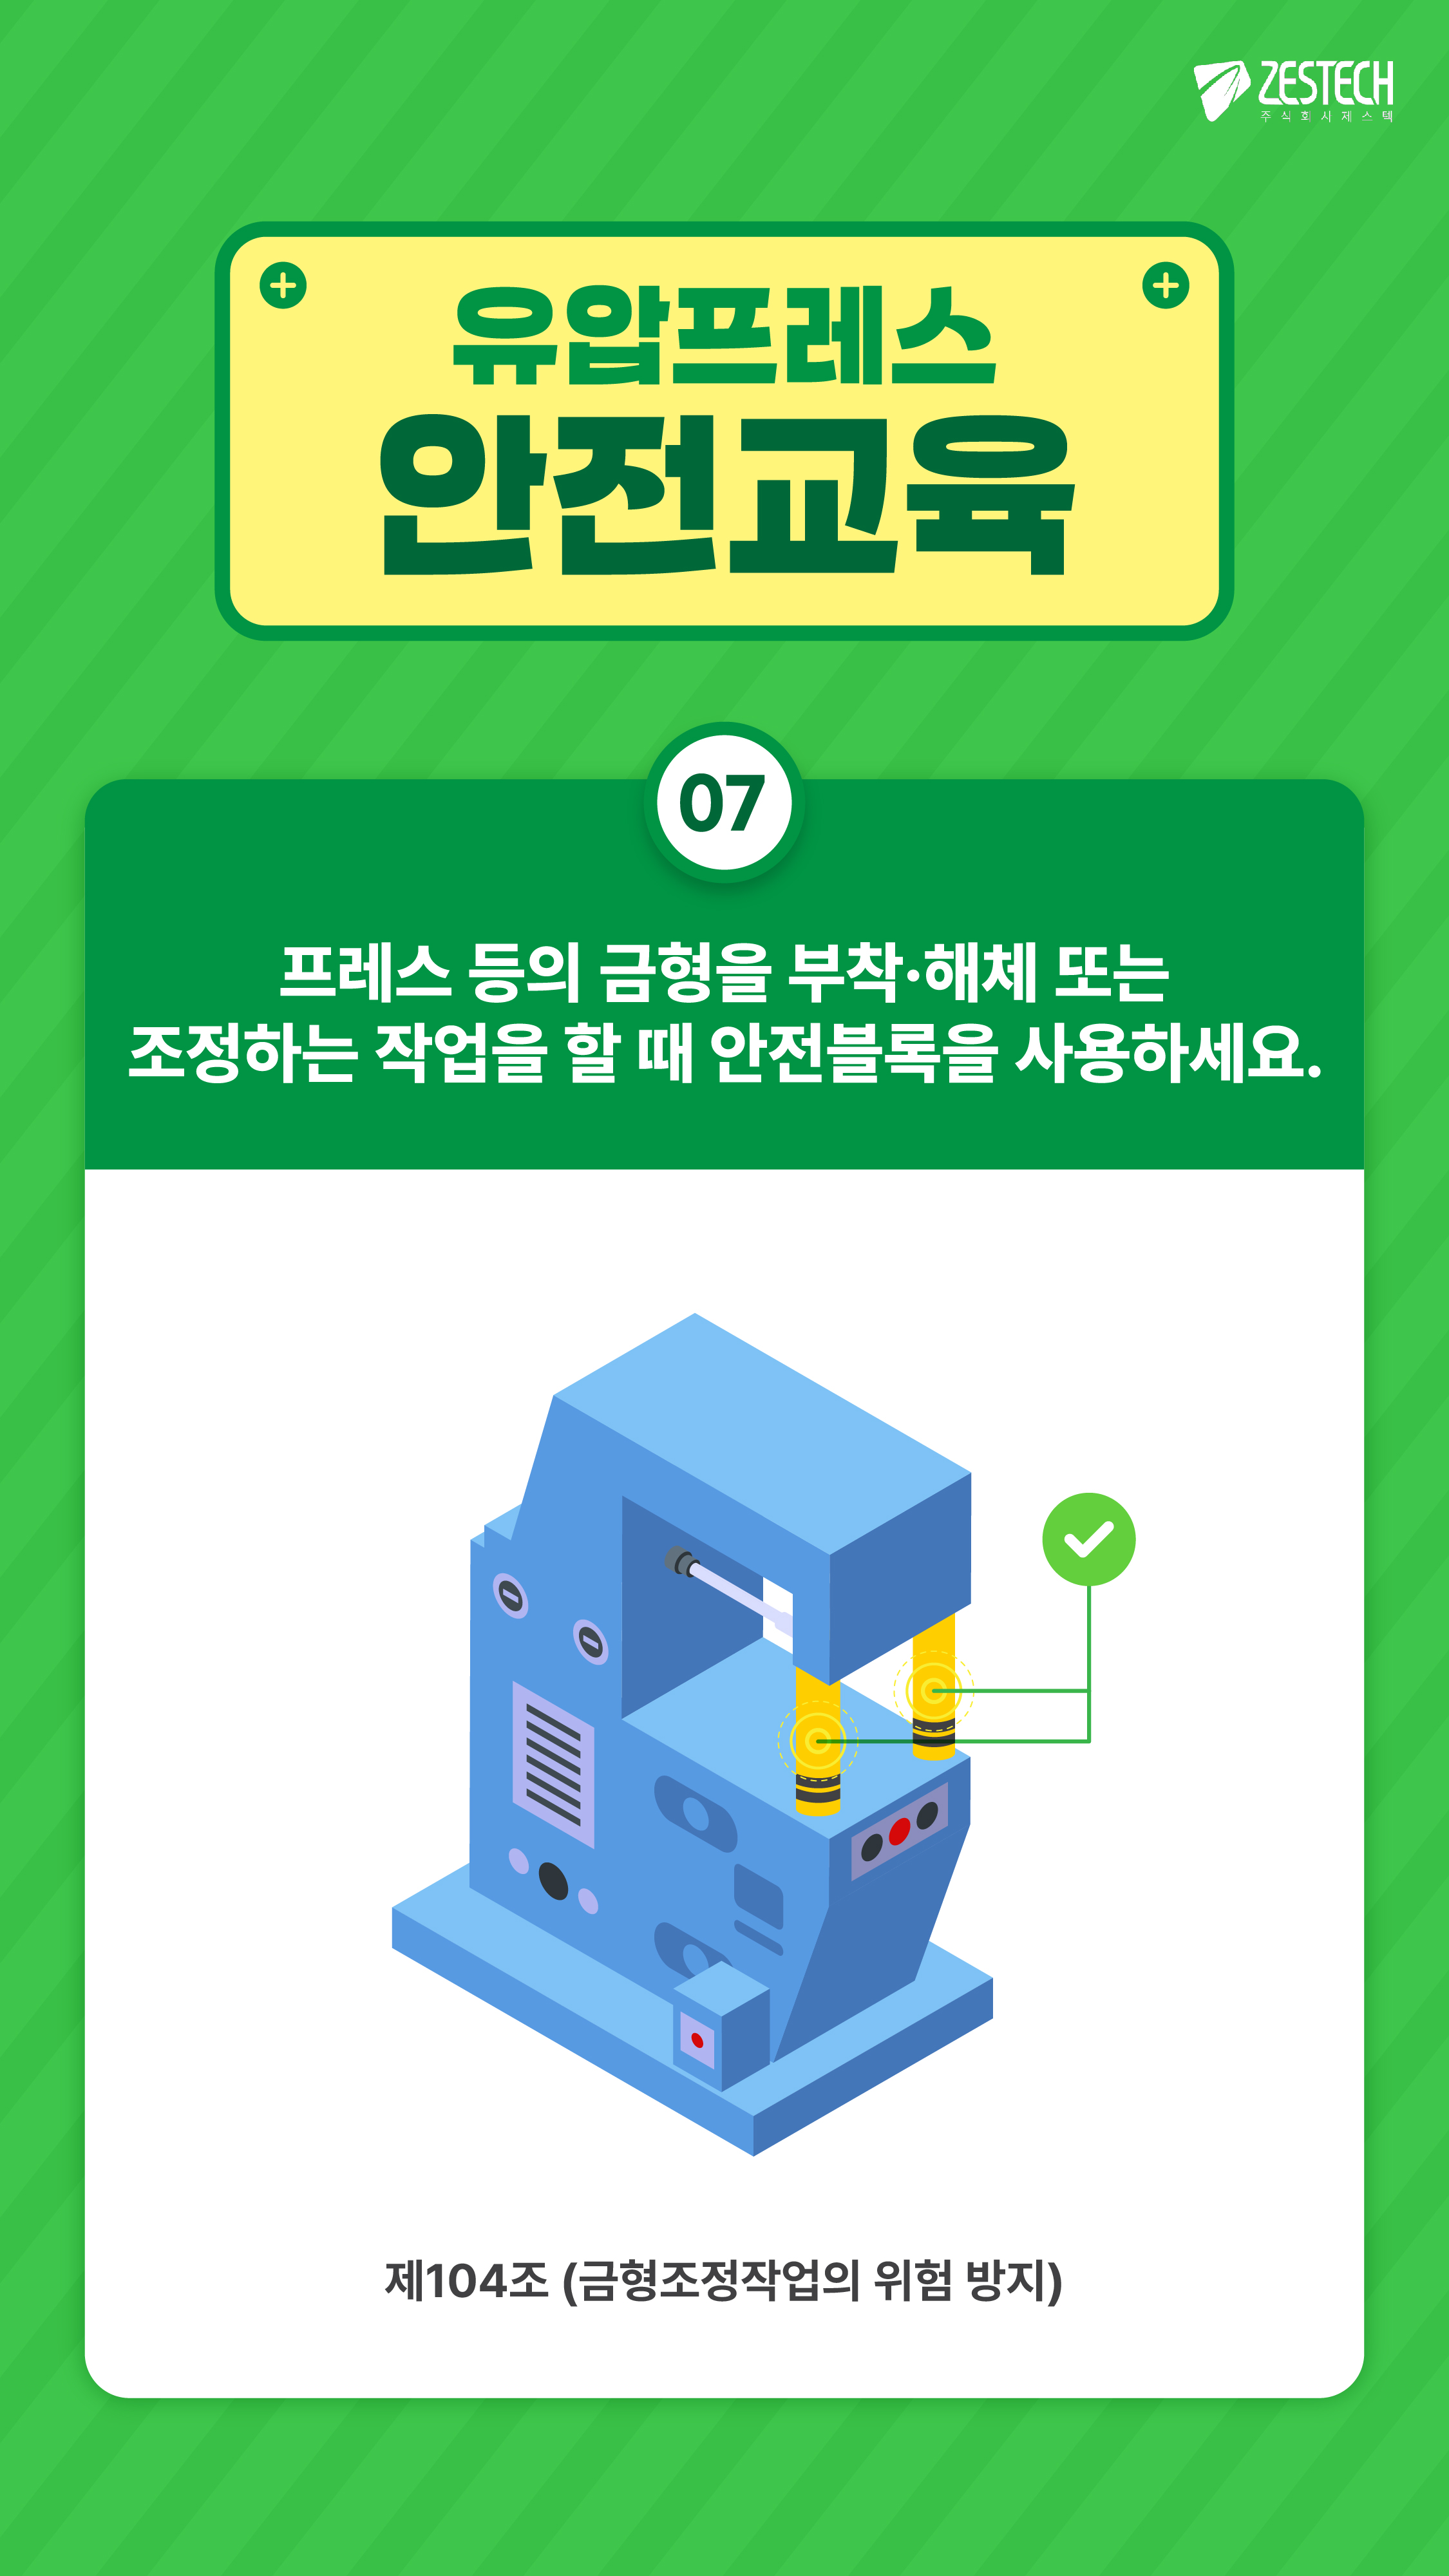 ZESTECH
주식회사제스텍
유압프레스
안전교육
07
프레스 등의 금형을 부착·해체 또는
조정하는 작업을 할 때 안전블록을 사용하세요.
제104조 (금형조정작업의 위험 방지)